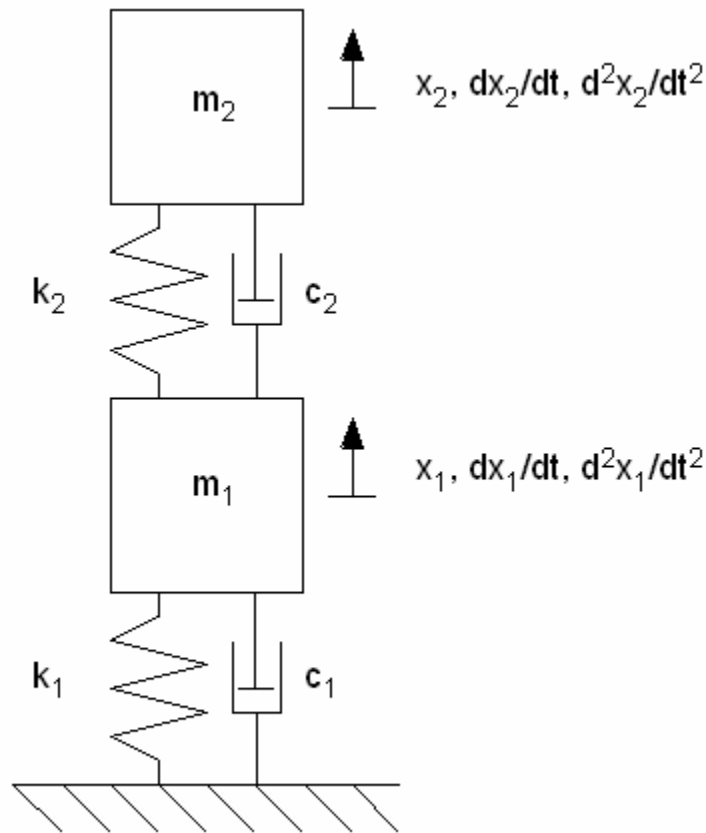 m₂
x₂, dx₂/dt, d²x₂/dt²
k₂
c₂
m₁
x₁, dx₁/dt, d²x₁/dt²
k₁
c₁